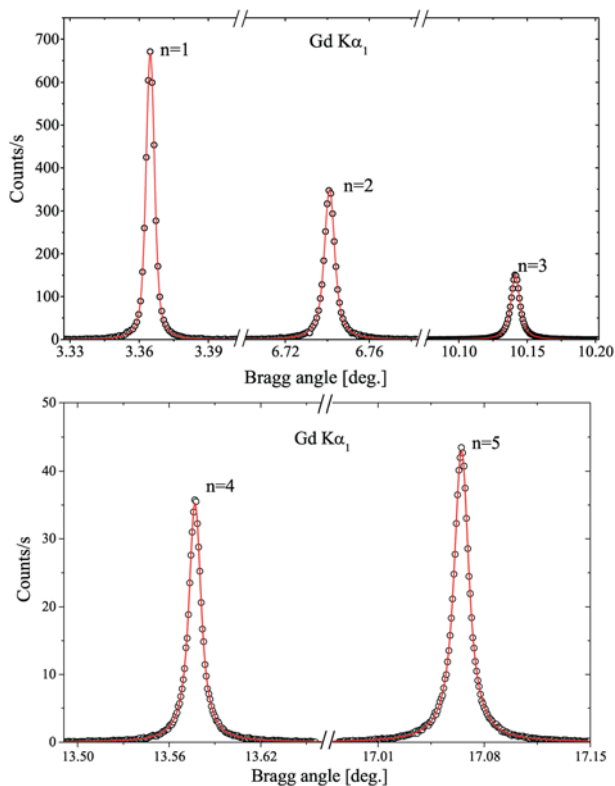 Gd Kα₁
n=1
n=2
n=3
Counts/s
700
600
500
400
300
200
100
0
3.33 3.36 3.39 6.72 6.76 10.10 10.15 10.20
Bragg angle [deg.]
Gd Kα₁
n=4
n=5
Counts/s
50
40
30
20
10
0
13.50 13.56 13.62 17.01 17.08 17.15
Bragg angle [deg.]